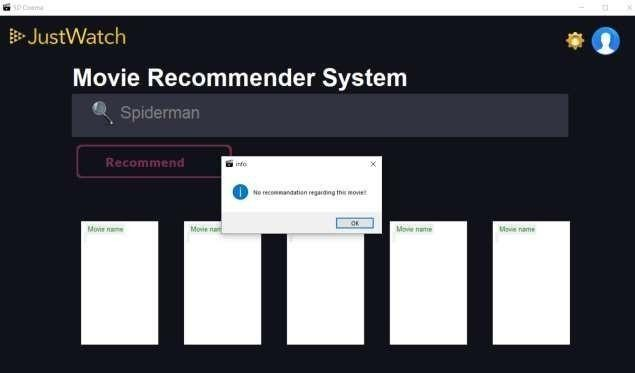 5D Cinema
JustWatch
Movie Recommender System
Spiderman
Recommend
info
No recommandation regarding this movie!!
OK
Movie name
Movie nam
Movie name
Movie name